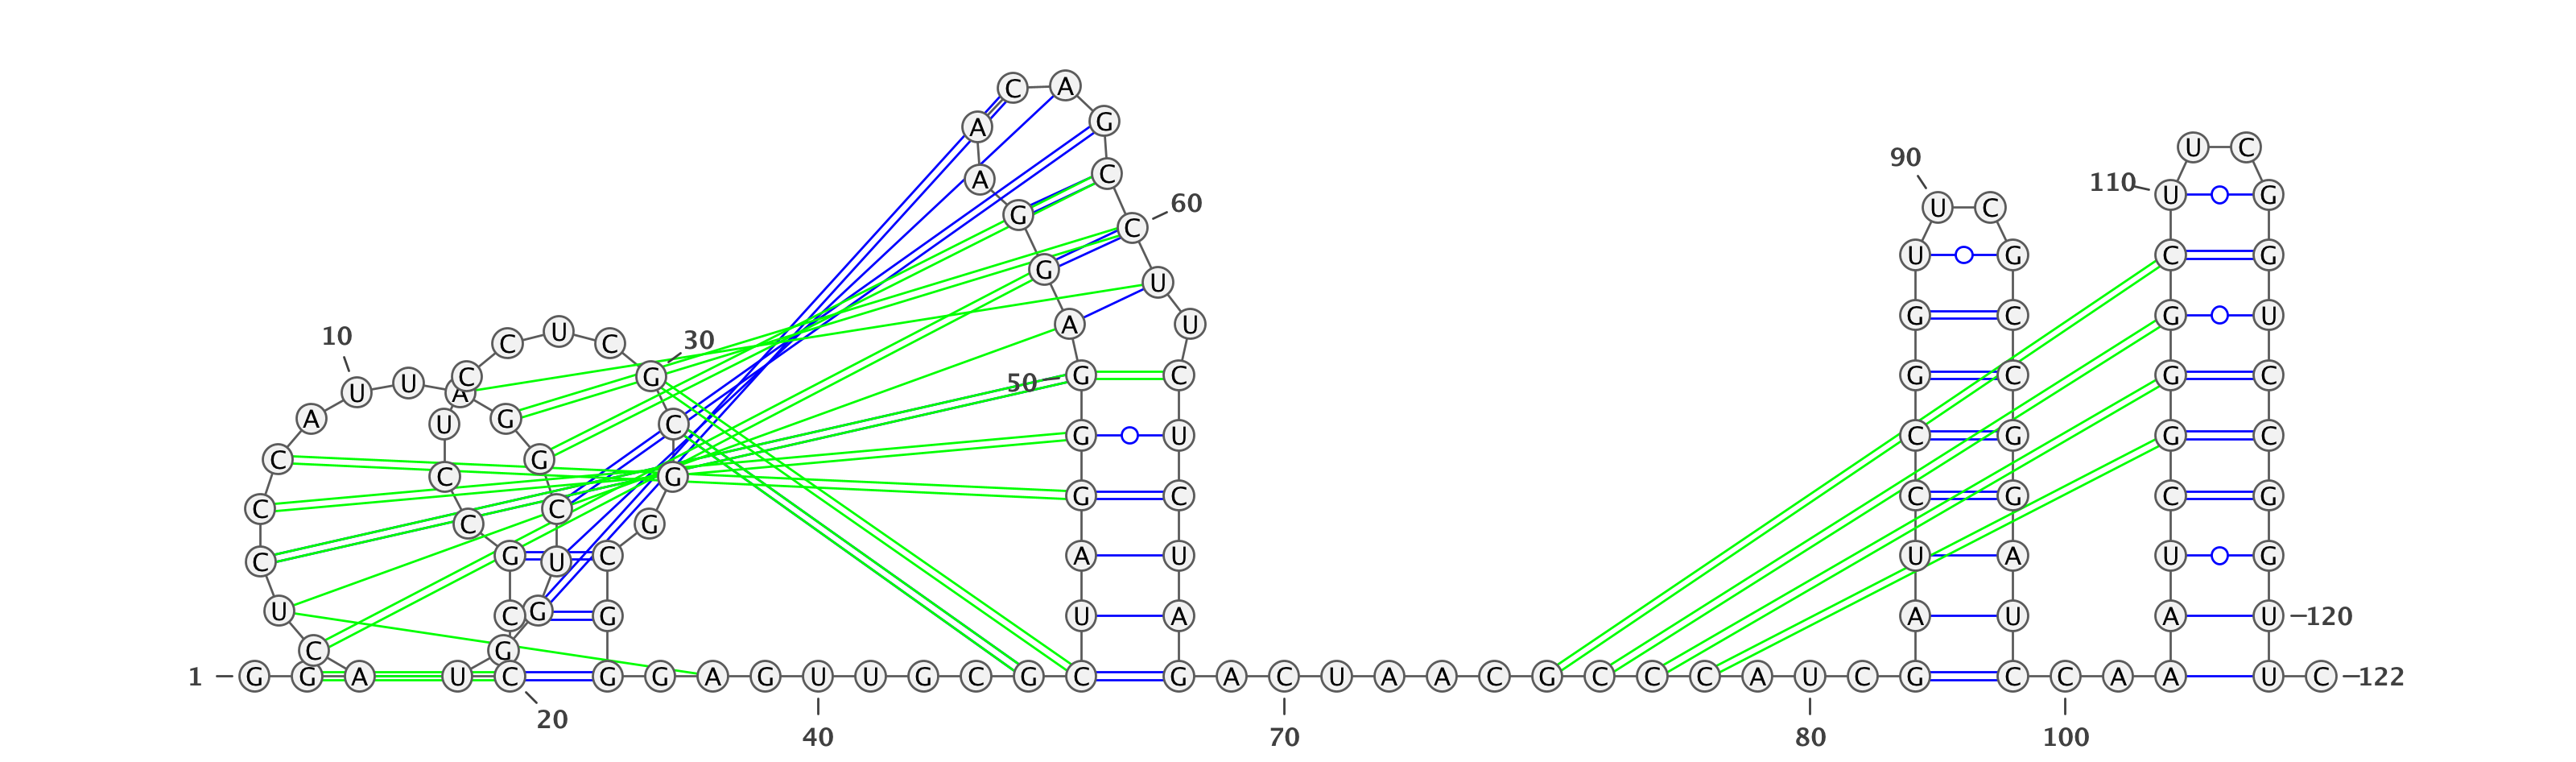 C A
A G
U C
90
A C
110 U G
60
U C
G
C
U G C G
G
U
G C G U
A U
U
10
30
C C
C G 50 G C G C G C
U U A
A U G C
G U C G G C
C G
C G
G C C G C G
C C
C G
G C A U U A U G
C U
U C G G U A A U A U 120
C G
1 G G A U C G G A G U U G C G C G A C U A A C G C C C A U C G C C A A A U C 122
20
40 70 80 100